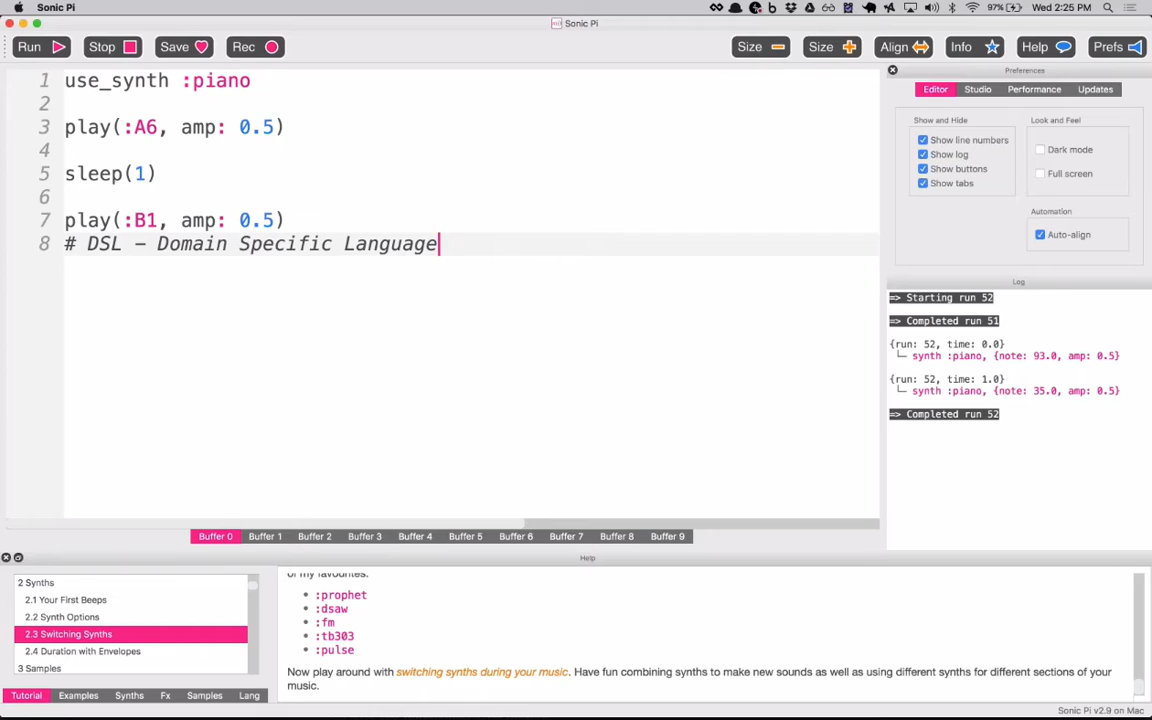 Sonic Pi 97% Wed 2:25 PM
Sonic Pi
Run Stop Save Rec Size Size Align Info Help Prefs
1 use_synth :piano
2
3 play(:A6, amp: 0.5)
4
5 sleep(1)
6
7 play(:B1, amp: 0.5)
8 # DSL – Domain Specific Language
Preferences
Editor Studio Performance Updates
Show and Hide
Show line numbers
Show log
Show buttons
Show tabs
Look and Feel
Dark mode
Full screen
Automation
Auto-align
Log
=> Starting run 52
=> Completed run 51
{run: 52, time: 0.0}
└─ synth :piano, {note: 93.0, amp: 0.5}
{run: 52, time: 1.0}
└─ synth :piano, {note: 35.0, amp: 0.5}
=> Completed run 52
Buffer 0 Buffer 1 Buffer 2 Buffer 3 Buffer 4 Buffer 5 Buffer 6 Buffer 7 Buffer 8 Buffer 9
Help
2 Synths
2.1 Your First Beeps
2.2 Synth Options
2.3 Switching Synths
2.4 Duration with Envelopes
3 Samples
Tutorial Examples Synths Fx Samples Lang
of my favourites:
• :prophet
• :dsaw
• :fm
• :tb303
• :pulse
Now play around with switching synths during your music. Have fun combining synths to make new sounds as well as using different synths for different sections of your
music.
Sonic Pi v2.9 on Mac